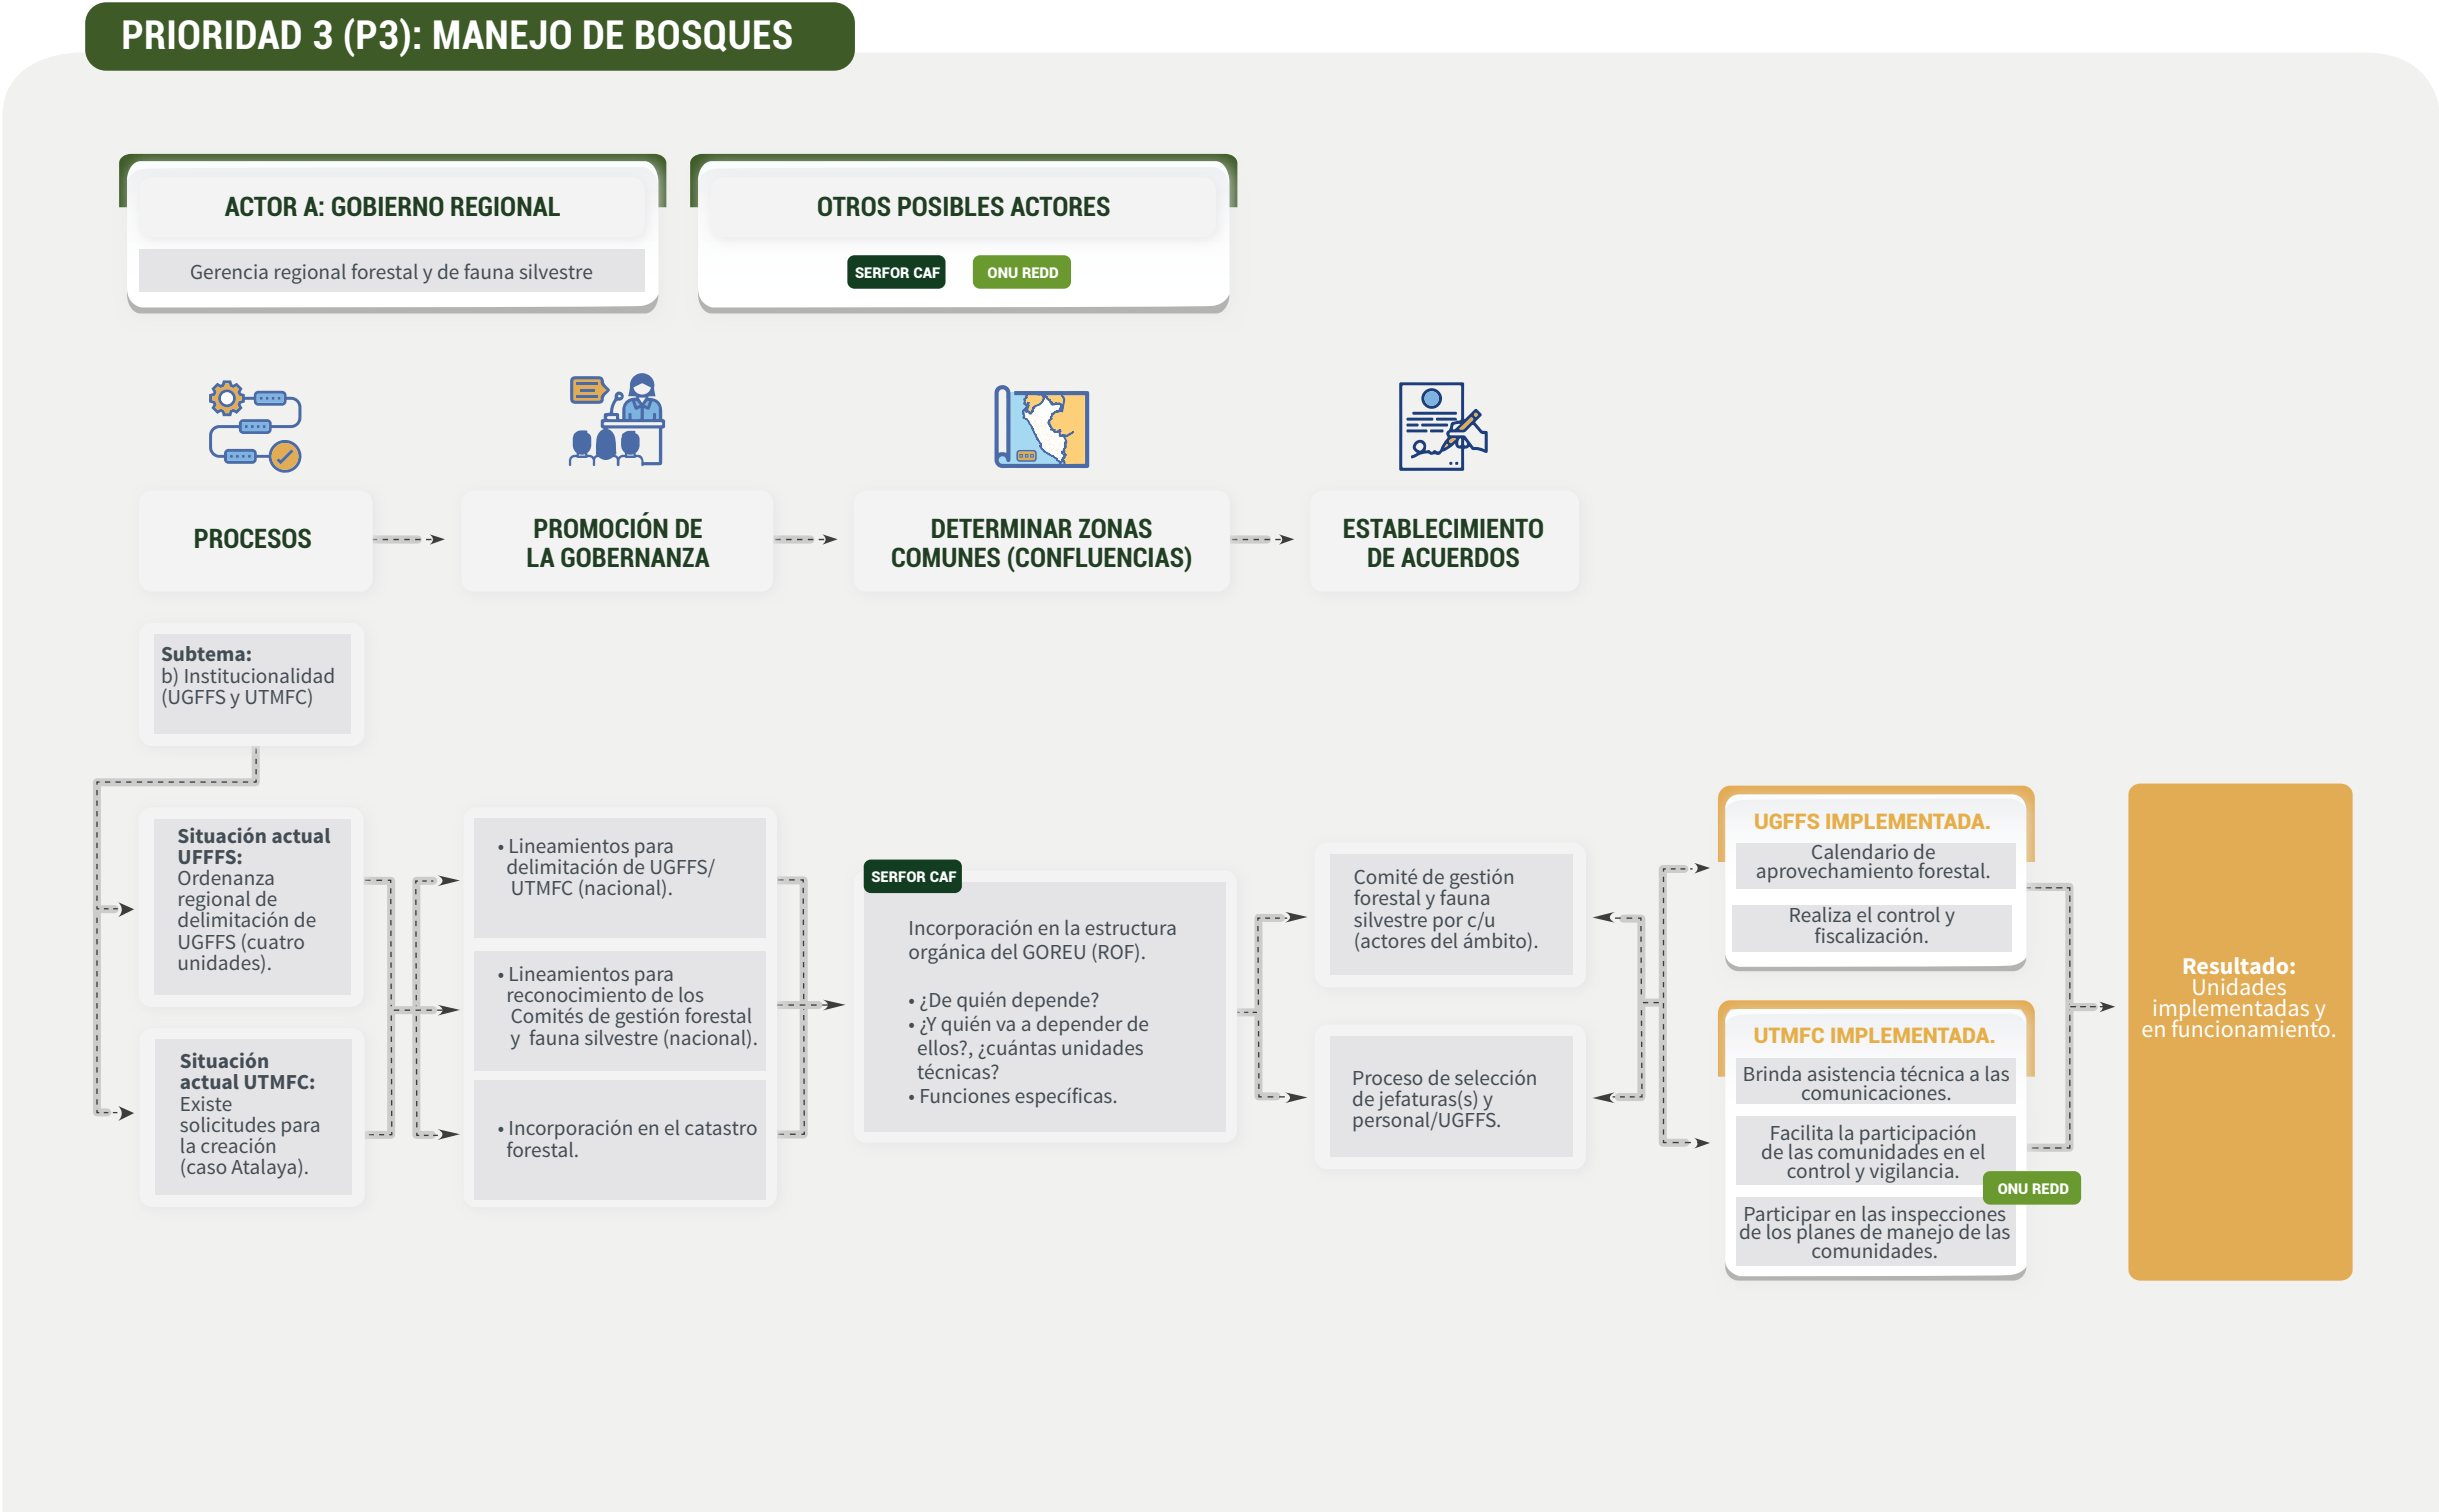 PRIORIDAD 3 (P3): MANEJO DE BOSQUES
ACTOR A: GOBIERNO REGIONAL
Gerencia regional forestal y de fauna silvestre
OTROS POSIBLES ACTORES
SERFOR CAF
ONU REDD
PROCESOS
PROMOCIÓN DE
LA GOBERNANZA
DETERMINAR ZONAS
COMUNES (CONFLUENCIAS)
ESTABLECIMIENTO
DE ACUERDOS
Subtema:
b) Institucionalidad
(UGFFS y UTMFC)
Situación actual
UFFFS:
Ordenanza
regional de
delimitación de
UGFFS (cuatro
unidades).
Situación
actual UTMFC:
Existe
solicitudes para
la creación
(caso Atalaya).
• Lineamientos para
delimitación de UGFFS/
UTMFC (nacional).
• Lineamientos para
reconocimiento de los
Comités de gestión forestal
y fauna silvestre (nacional).
• Incorporación en el catastro
forestal.
SERFOR CAF
Incorporación en la estructura
orgánica del GOREU (ROF).
• ¿De quién depende?
• ¿Y quién va a depender de
ellos?, ¿cuántas unidades
técnicas?
• Funciones específicas.
Comité de gestión
forestal y fauna
silvestre por c/u
(actores del ámbito).
Proceso de selección
de jefaturas(s) y
personal/UGFFS.
UGFFS IMPLEMENTADA.
Calendario de
aprovechamiento forestal.
Realiza el control y
fiscalización.
UTMFC IMPLEMENTADA.
Brinda asistencia técnica a las
comunicaciones.
Facilita la participación
de las comunidades en el
control y vigilancia.
ONU REDD
Participar en las inspecciones
de los planes de manejo de las
comunidades.
Resultado:
Unidades
implementadas y
en funcionamiento.